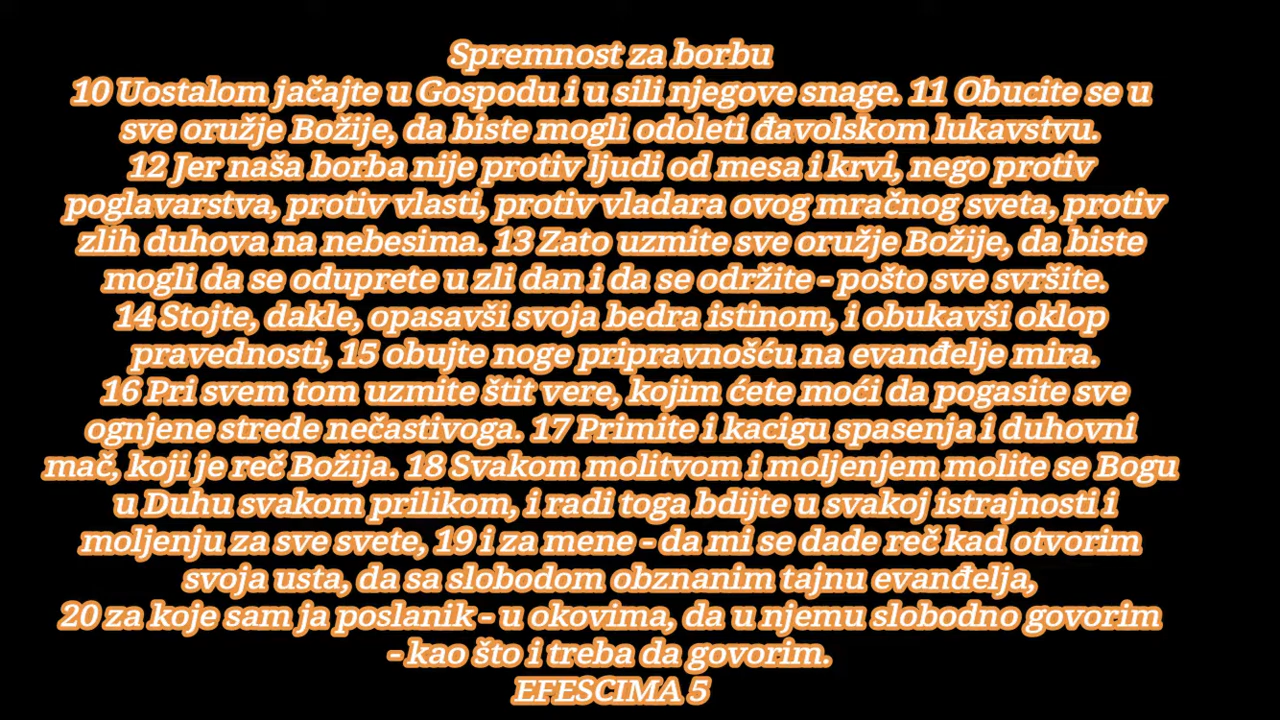 Spremnost za borbu
10 Uostalom jačajte u Gospodu i u sili njegove snage. 11 Obucite se u
sve oružje Božije, da biste mogli odoleti đavolskom lukavstvu.
12 Jer naša borba nije protiv ljudi od mesa i krvi, nego protiv
poglavarstva, protiv vlasti, protiv vladara ovog mračnog sveta, protiv
zlih duhova na nebesima. 13 Zato uzmite sve oružje Božije, da biste
mogli da se oduprete u zli dan i da se održite - pošto sve svršite.
14 Stojte, dakle, opasavši svoja bedra istinom, i obukavši oklop
pravednosti, 15 obujte noge pripravnošću na evanđelje mira.
16 Pri svem tom uzmite štit vere, kojim ćete moći da pogasite sve
ognjene strede nečastivoga. 17 Primite i kacigu spasenja i duhovni
mač, koji je reč Božija. 18 Svakom molitvom i moljenjem molite se Bogu
u Duhu svakom prilikom, i radi toga bdijte u svakoj istrajnosti i
moljenju za sve svete, 19 i za mene - da mi se dade reč kad otvorim
svoja usta, da sa slobodom obznanim tajnu evanđelja,
20 za koje sam ja poslanik - u okovima, da u njemu slobodno govorim
- kao što i treba da govorim.
EFESCIMA 5